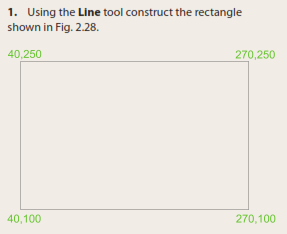 1. Using the Line tool construct the rectangle
shown in Fig. 2.28.
40,250 270,250
40,100 270,100